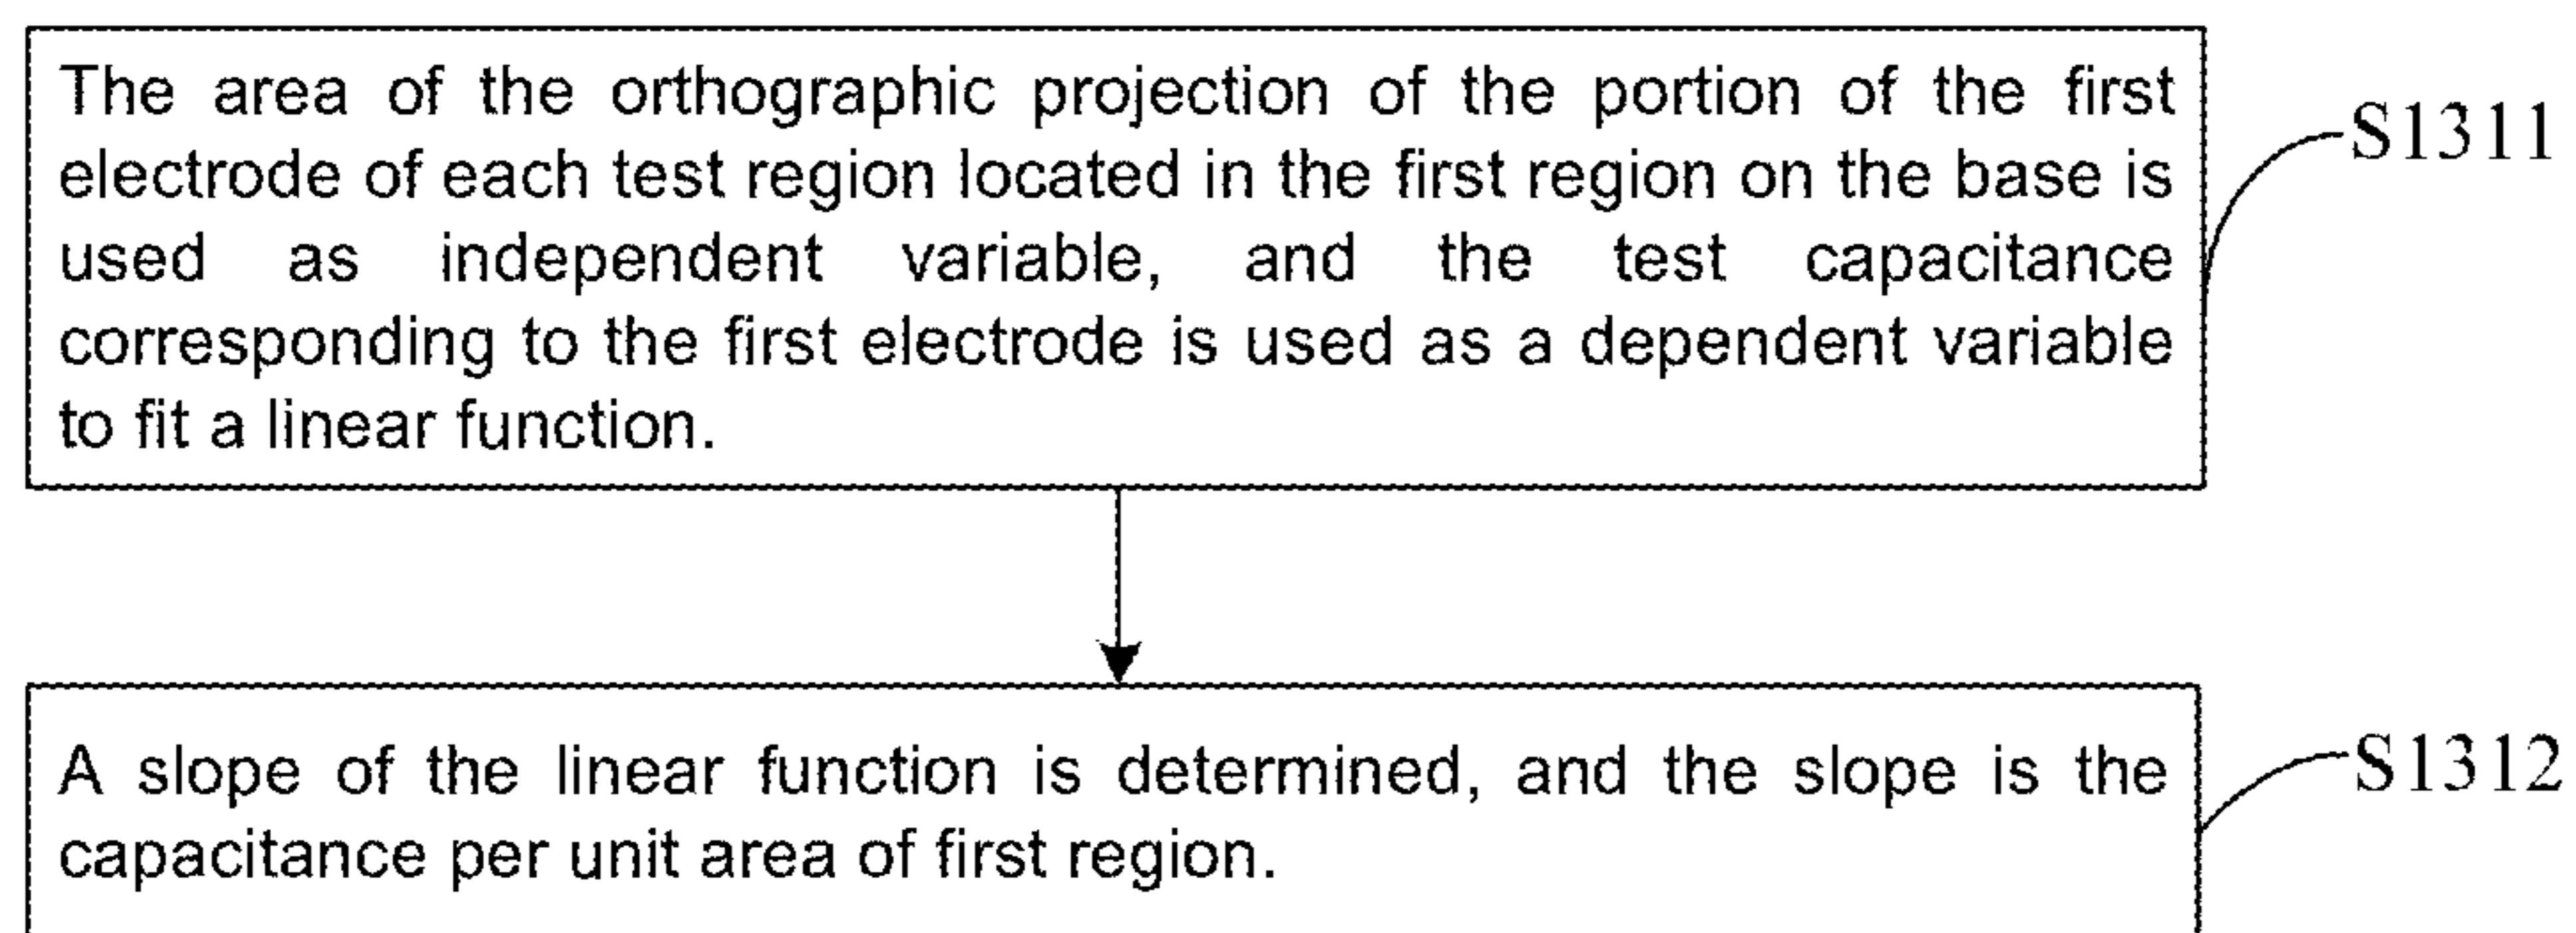 The area of the orthographic projection of the portion of the first
electrode of each test region located in the first region on the base is
used as independent variable, and the test capacitance
corresponding to the first electrode is used as a dependent variable
to fit a linear function.
S1311
A slope of the linear function is determined, and the slope is the
capacitance per unit area of first region.
S1312